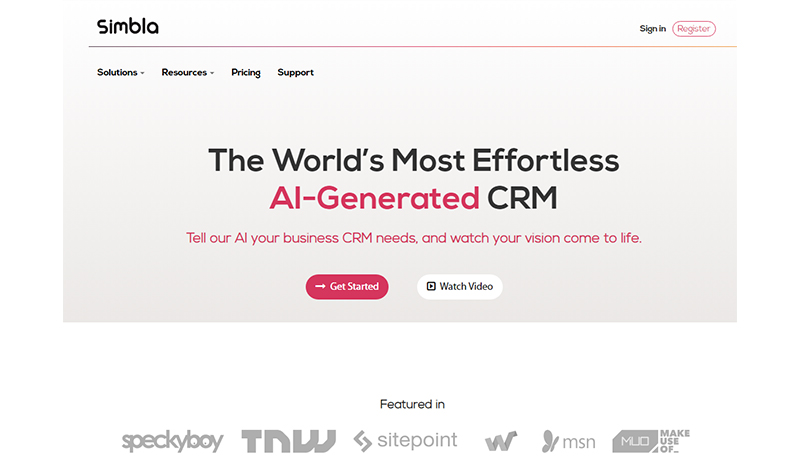 Simbla
Sign in Register
Solutions Resources Pricing Support
The World's Most Effortless
AI-Generated CRM
Tell our AI your business CRM needs, and watch your vision come to life.
Get Started Watch Video
Featured in
speckyboy TNW sitepoint W msn MUO MAKE
USE
OF_